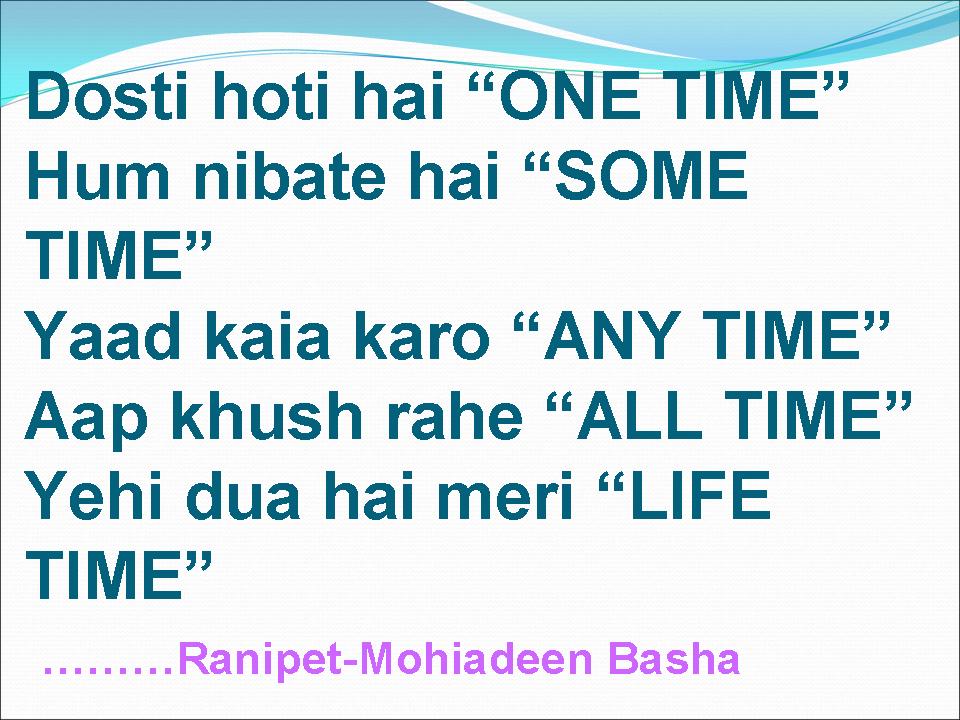 Dosti hoti hai “ONE TIME”
Hum nibate hai “SOME
TIME”
Yaad kaia karo “ANY TIME”
Aap khush rahe “ALL TIME”
Yehi dua hai meri “LIFE
TIME”
………Ranipet-Mohiadeen Basha